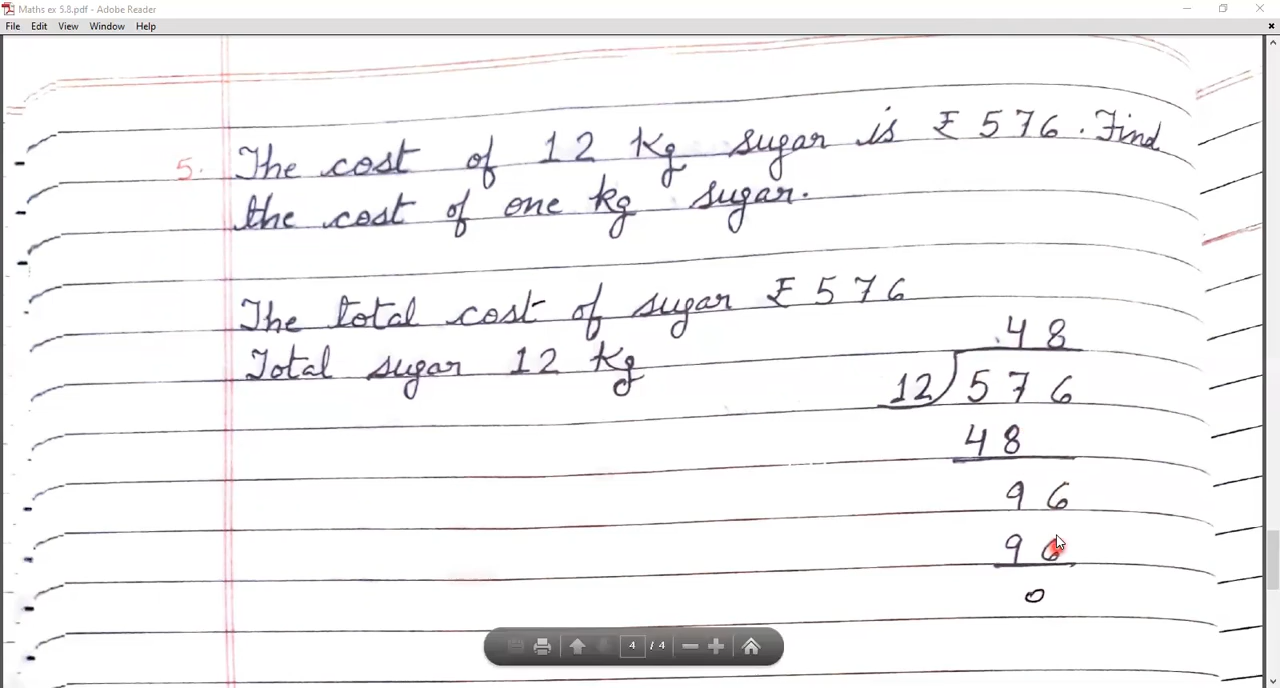 Maths ex 5.8.pdf - Adobe Reader
File Edit View Window Help
5. The cost of 12 Kg sugar is ₹ 576. Find
the cost of one kg sugar.
The total cost of sugar ₹ 576
Total sugar 12 Kg
.48
12)576
48
96
96
0
4 / 4